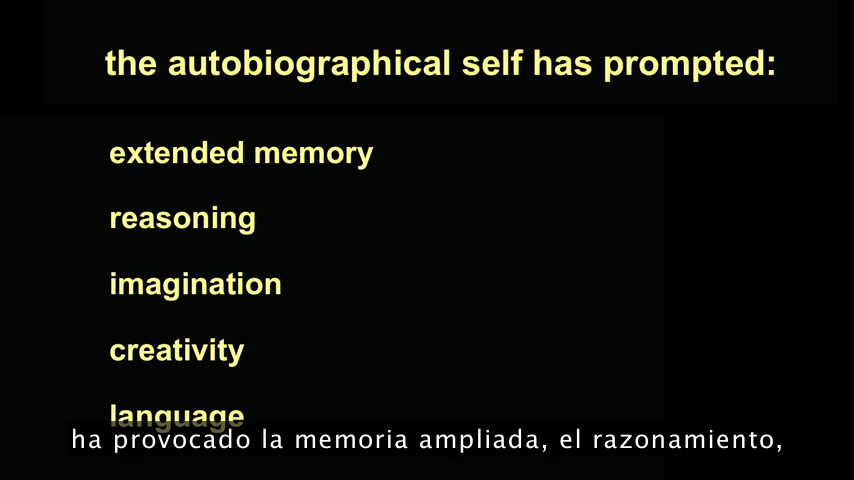 the autobiographical self has prompted:
extended memory
reasoning
imagination
creativity
language
ha provocado la memoria ampliada, el razonamiento,